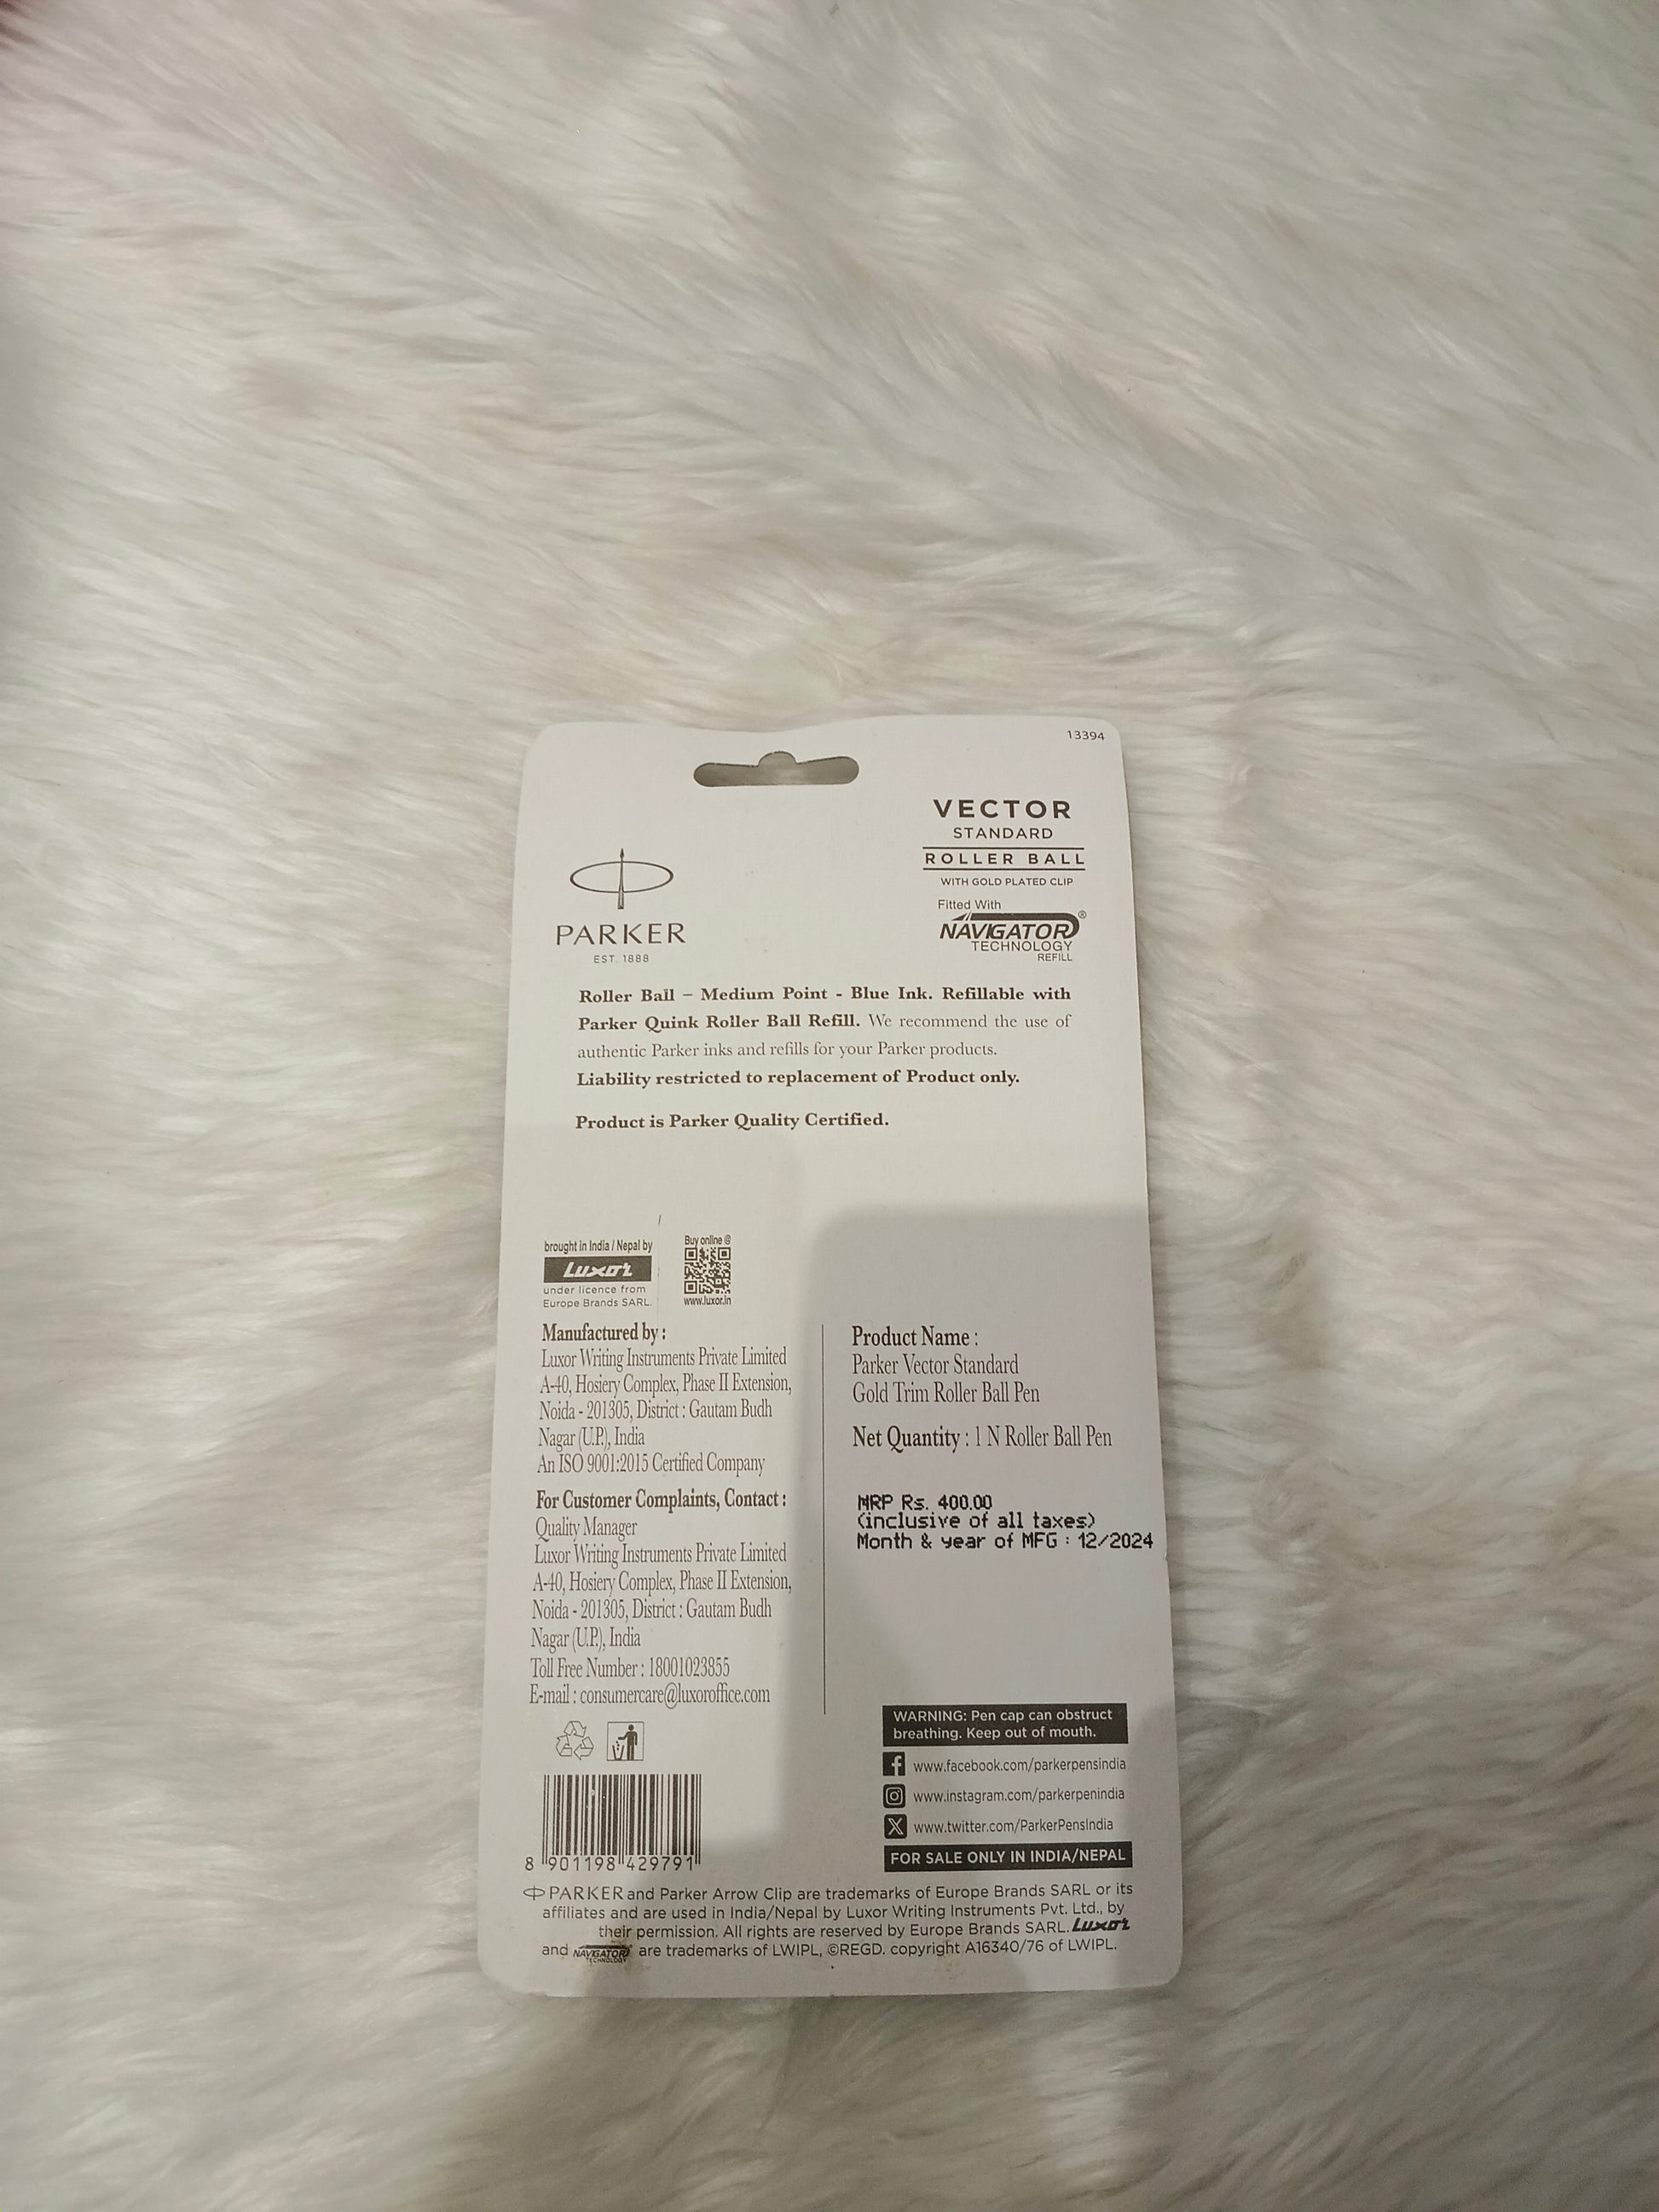 13394
VECTOR
STANDARD
ROLLER BALL
WITH GOLD PLATED CLIP
Fitted With
NAVIGATOR®
TECHNOLOGY
REFILL
PARKER
EST. 1888
Roller Ball – Medium Point - Blue Ink. Refillable with
Parker Quink Roller Ball Refill. We recommend the use of
authentic Parker inks and refills for your Parker products.
Liability restricted to replacement of Product only.
Product is Parker Quality Certified.
brought in India / Nepal by
Luxor
under licence from
Europe Brands SARL.
Buy online @
www.luxor.in
Manufactured by :
Luxor Writing Instruments Private Limited
A-40, Hosiery Complex, Phase II Extension,
Noida - 201305, District : Gautam Budh
Nagar (U.P.), India
An ISO 9001:2015 Certified Company
For Customer Complaints, Contact :
Quality Manager
Luxor Writing Instruments Private Limited
A-40, Hosiery Complex, Phase II Extension,
Noida - 201305, District : Gautam Budh
Nagar (U.P.), India
Toll Free Number : 18001023855
E-mail : consumercare@luxoroffice.com
8 901198 429791
Product Name :
Parker Vector Standard
Gold Trim Roller Ball Pen
Net Quantity : 1 N Roller Ball Pen
MRP Rs. 400.00
(inclusive of all taxes)
Month & year of MFG : 12/2024
WARNING: Pen cap can obstruct
breathing. Keep out of mouth.
www.facebook.com/parkerpensindia
www.instagram.com/parkerpenindia
www.twitter.com/ParkerPensIndia
FOR SALE ONLY IN INDIA/NEPAL
PARKER and Parker Arrow Clip are trademarks of Europe Brands SARL or its
affiliates and are used in India/Nepal by Luxor Writing Instruments Pvt. Ltd., by
their permission. All rights are reserved by Europe Brands SARL. Luxor
and NAVIGATOR TECHNOLOGY are trademarks of LWIPL, ©REGD. copyright A16340/76 of LWIPL.